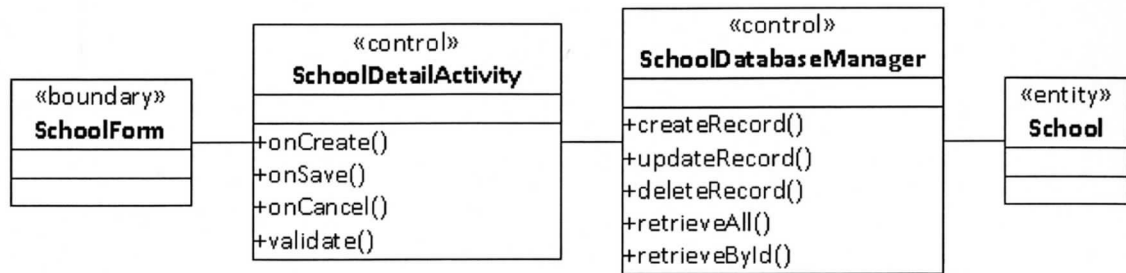 «boundary»
SchoolForm
«control»
SchoolDetailActivity
+onCreate()
+onSave()
+onCancel()
+validate()
«control»
SchoolDatabaseManager
+createRecord()
+updateRecord()
+deleteRecord()
+retrieveAll()
+retrieveById()
«entity»
School